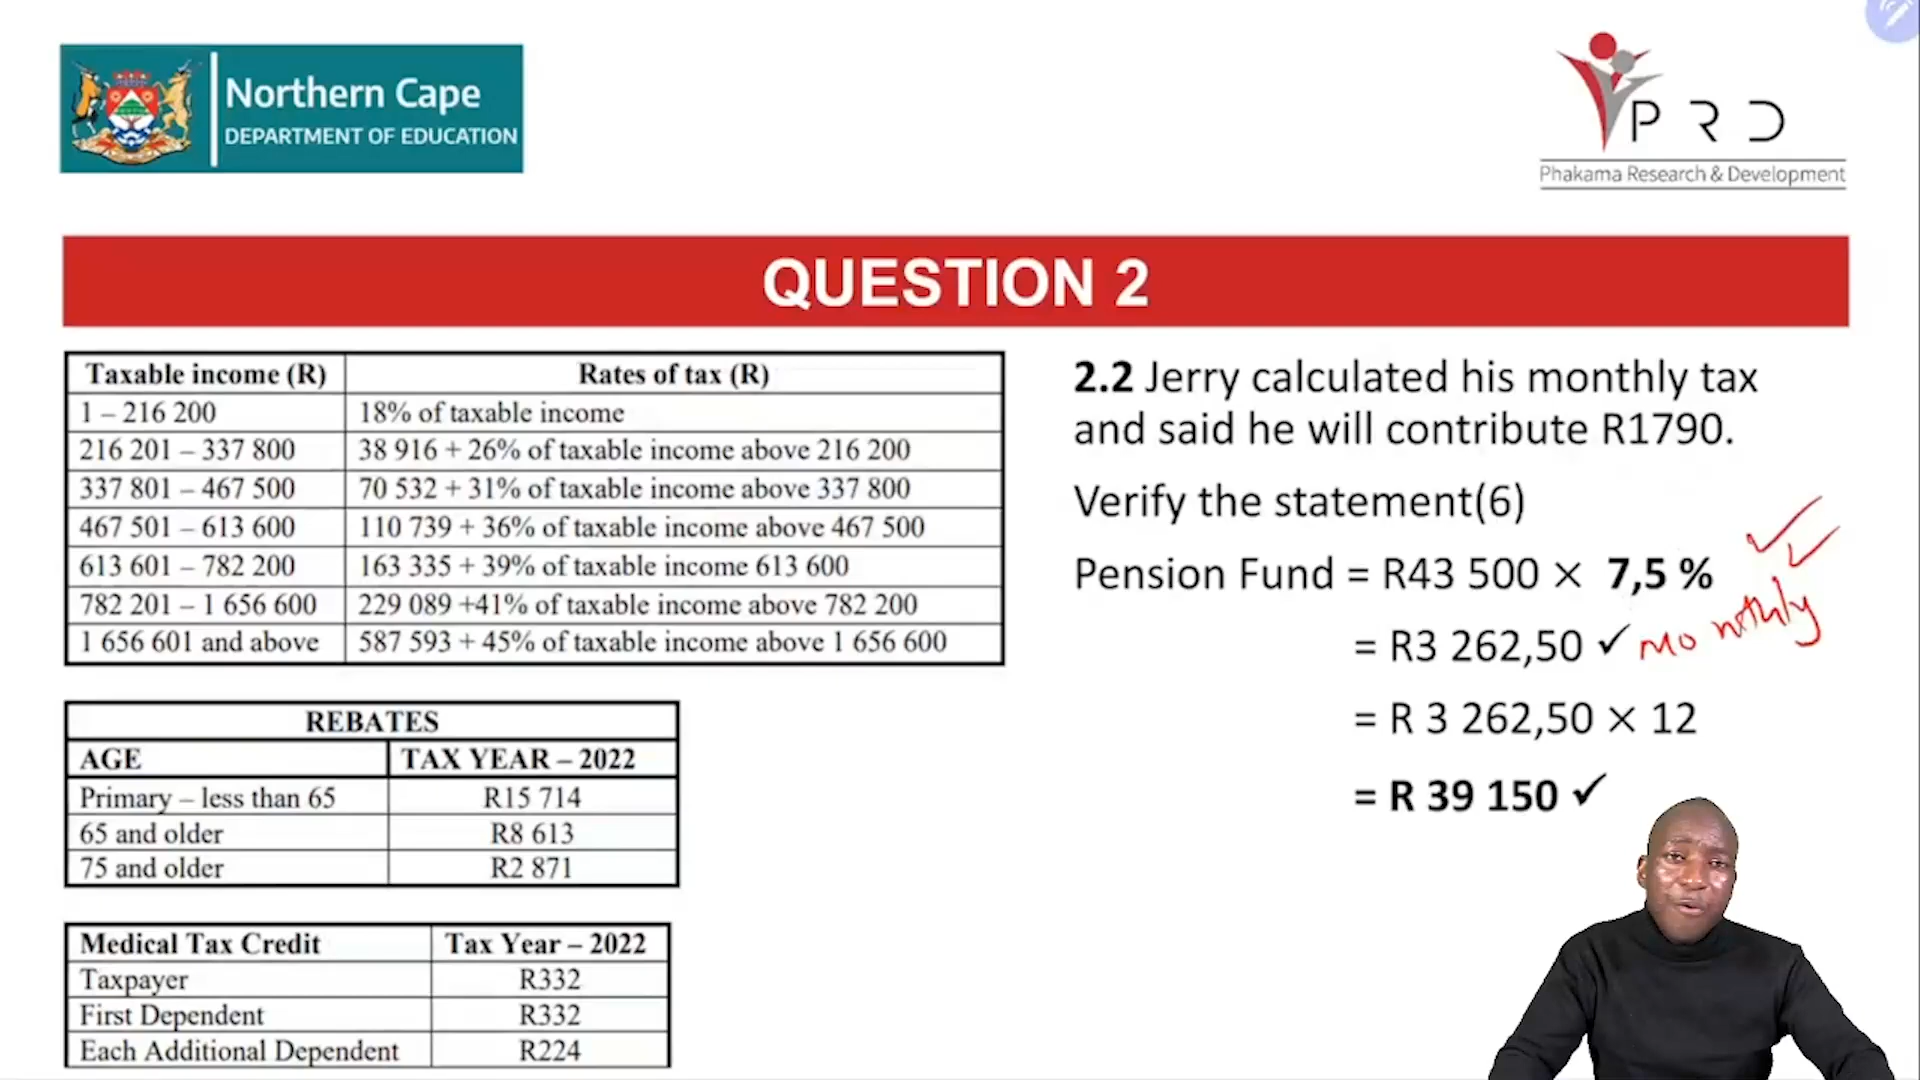 Northern Cape
DEPARTMENT OF EDUCATION
PRD
Phakama Research & Development
QUESTION 2
Taxable income (R) Rates of tax (R)
1 – 216 200 18% of taxable income
216 201 – 337 800 38 916 + 26% of taxable income above 216 200
337 801 – 467 500 70 532 + 31% of taxable income above 337 800
467 501 – 613 600 110 739 + 36% of taxable income above 467 500
613 601 – 782 200 163 335 + 39% of taxable income 613 600
782 201 – 1 656 600 229 089 +41% of taxable income above 782 200
1 656 601 and above 587 593 + 45% of taxable income above 1 656 600
REBATES
AGE TAX YEAR – 2022
Primary – less than 65 R15 714
65 and older R8 613
75 and older R2 871
Medical Tax Credit Tax Year – 2022
Taxpayer R332
First Dependent R332
Each Additional Dependent R224
2.2 Jerry calculated his monthly tax
and said he will contribute R1790.
Verify the statement(6)
Pension Fund = R43 500 × 7,5 % ✓✓
= R3 262,50 ✓ monthly
= R 3 262,50 × 12
= R 39 150 ✓